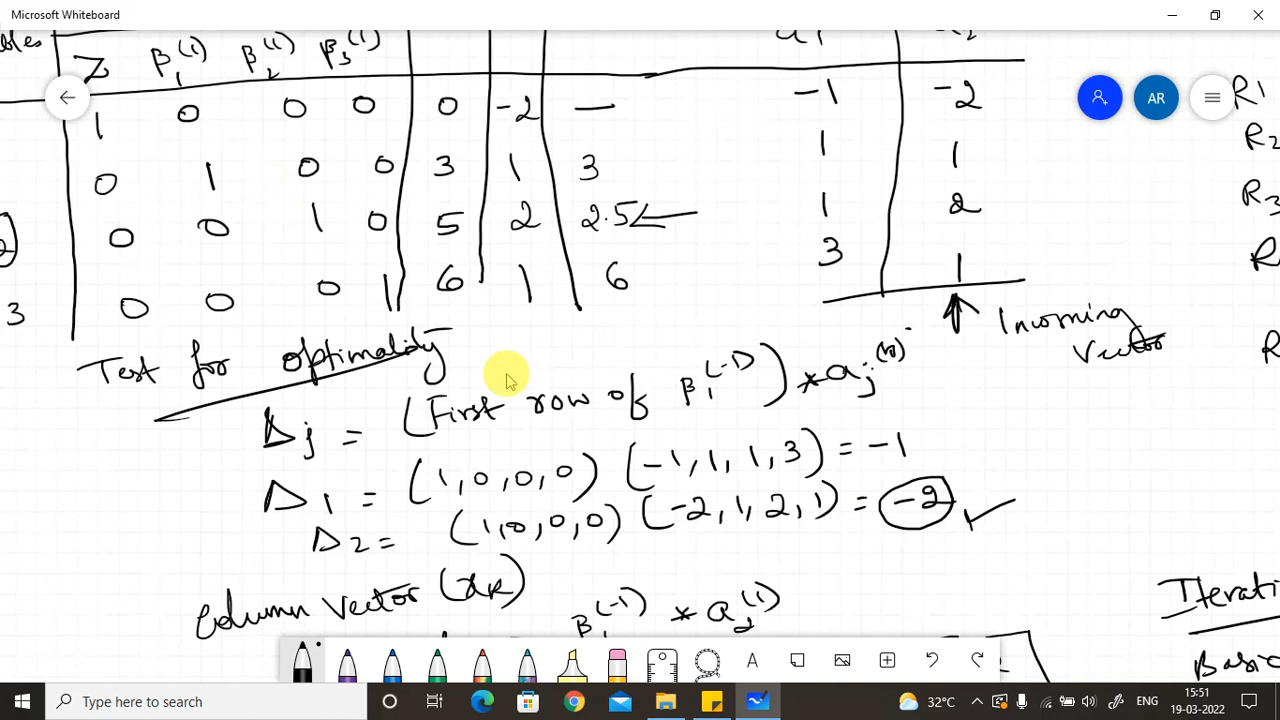 Microsoft Whiteboard
Z β1(1) β2(1) β3(1)
1 0 0 0 0 -2 — -1 -2 R1
0 1 0 0 3 1 3 1 1
0 0 1 0 5 2 2.5 1 2
3 0 0 0 1 6 1 6 3 1
AR
Incoming Vector
Test for Optimality
Δj = (First row of β1(-1)) * aj(1)
Δ1 = (1,0,0,0) (-1,1,1,3) = -1
Δ2 = (1,0,0,0) (-2,1,2,1) = -2 ✓
Column Vector (xk)
β1(-1) * a2(1)
Type here to search
32°C
ENG
15:51
19-03-2022